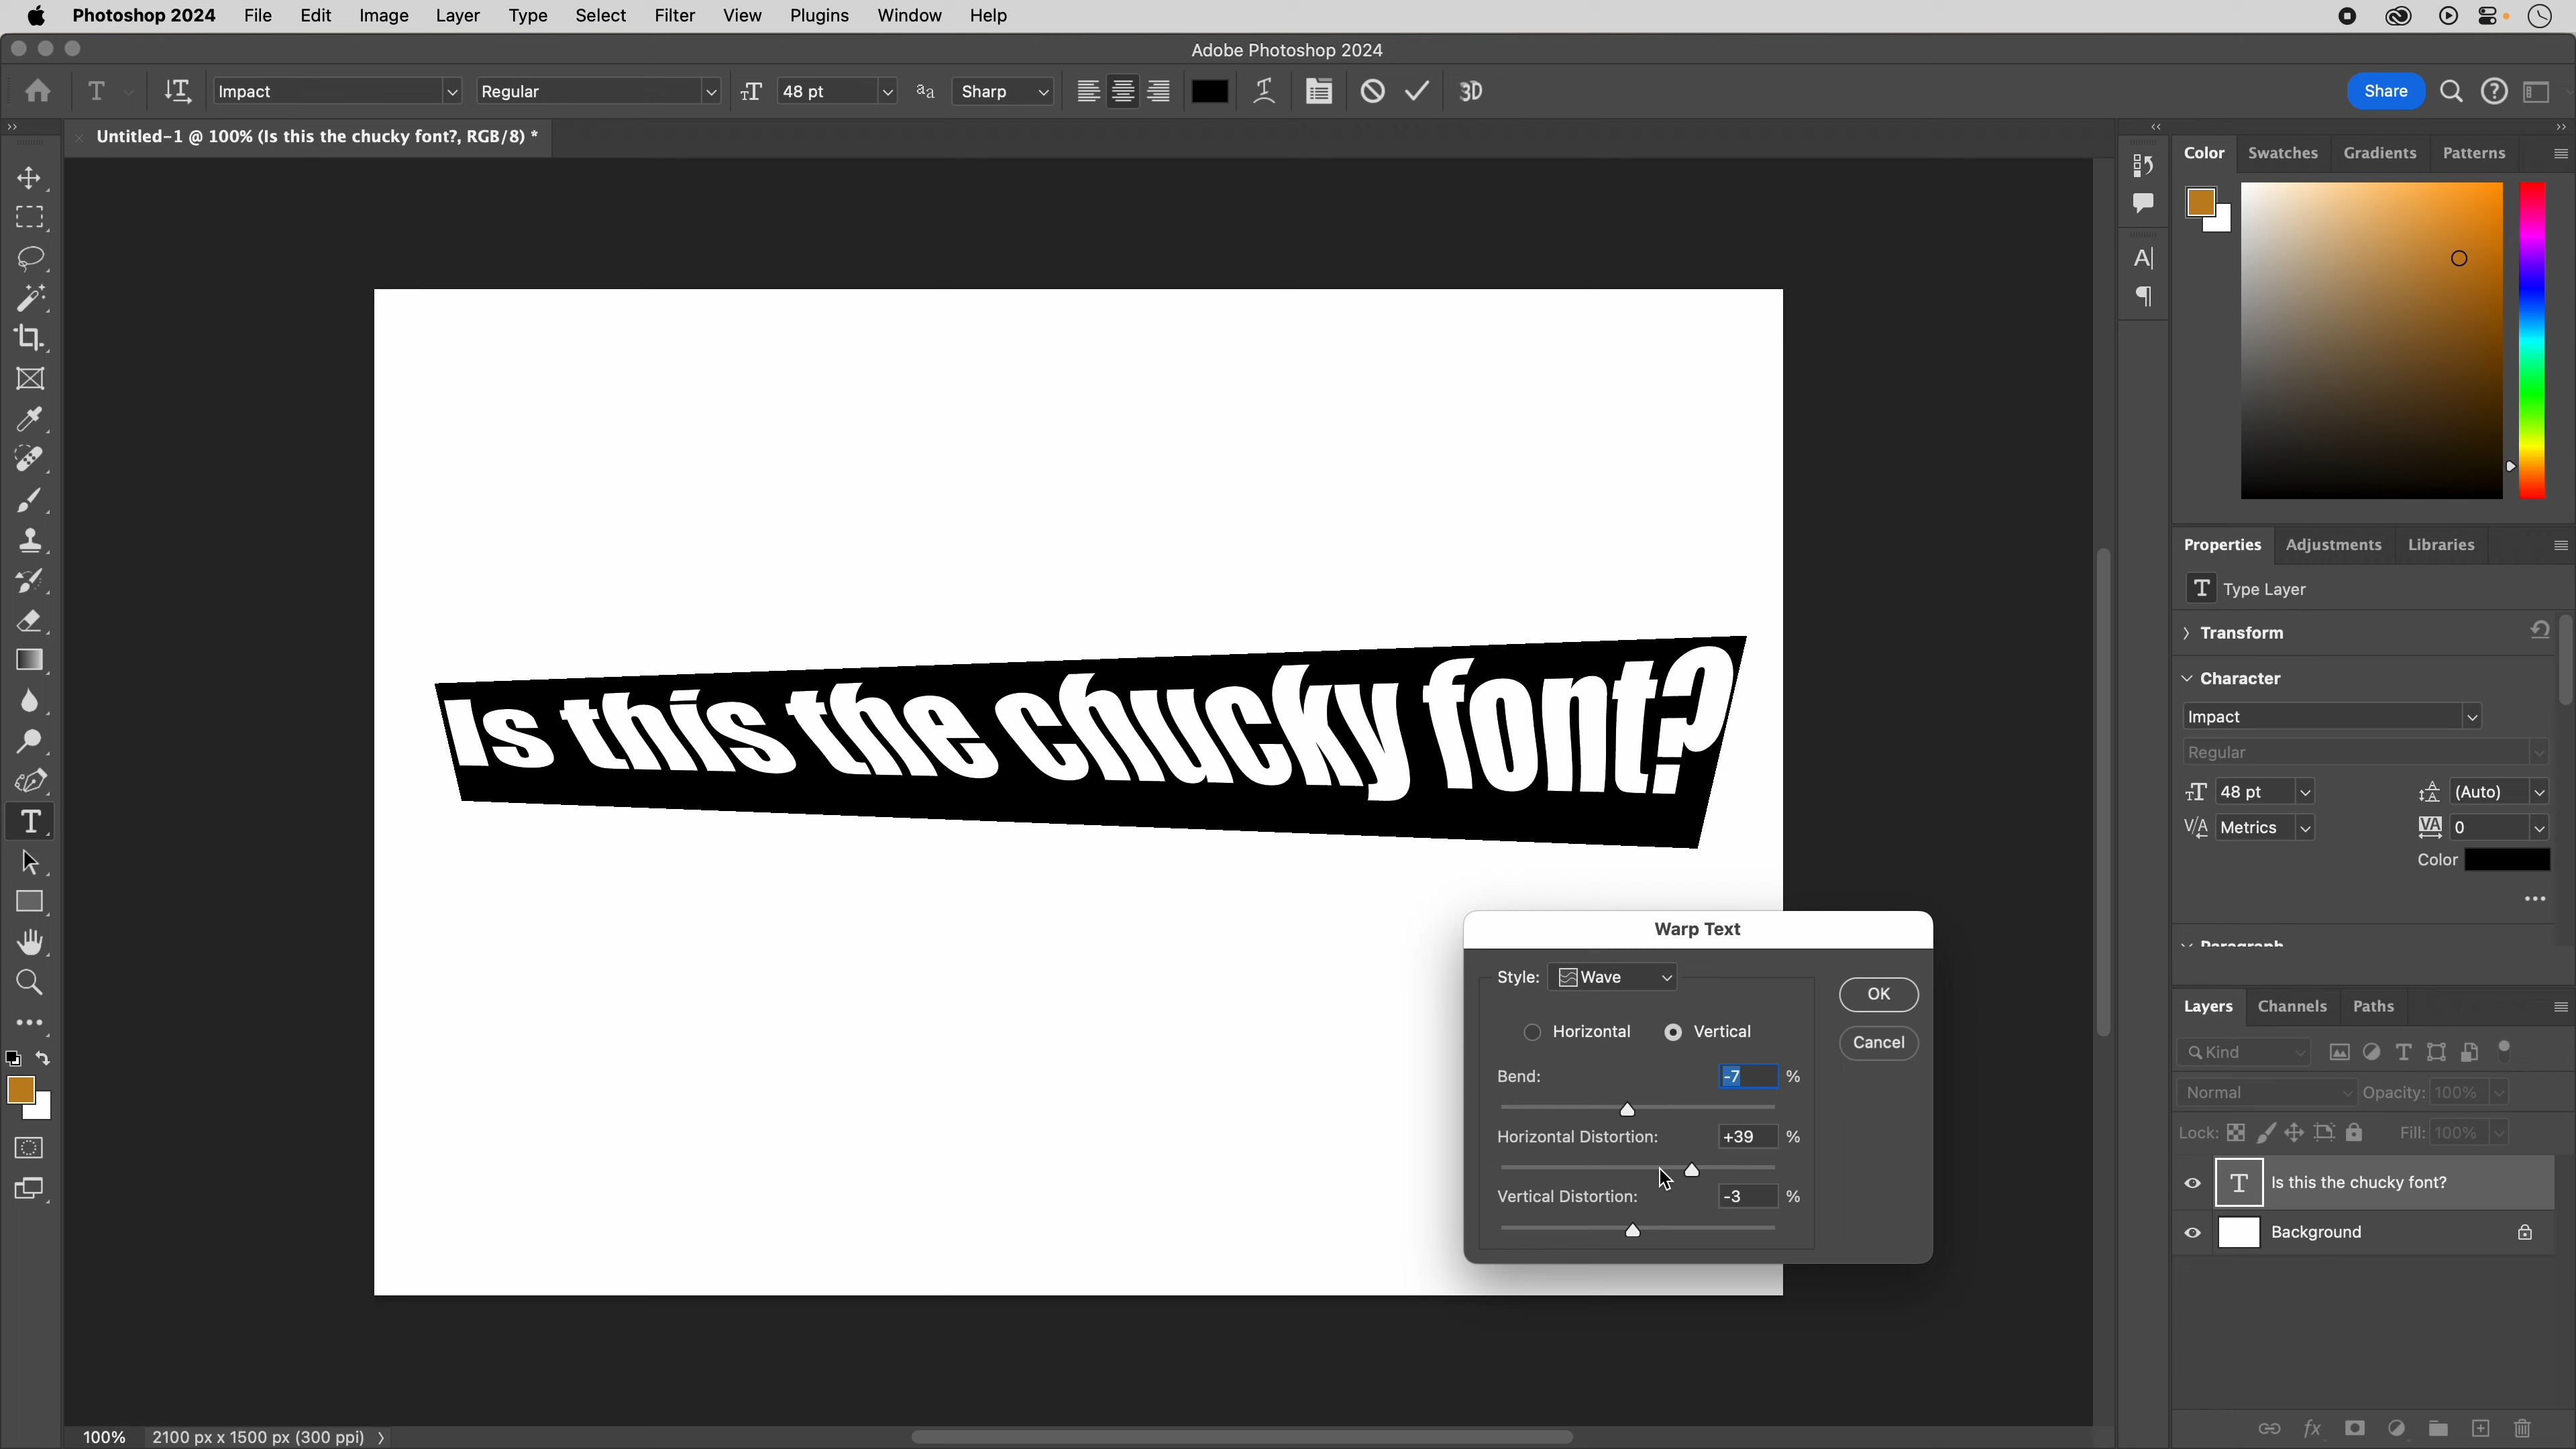 Photoshop 2024 File Edit Image Layer Type Select Filter View Plugins Window Help
Adobe Photoshop 2024
Impact Regular 48 pt Sharp 3D Share
Untitled-1 @ 100% (Is this the chucky font?, RGB/8) *
Color Swatches Gradients Patterns
Is this the chucky font?
Properties Adjustments Libraries
Type Layer
Transform
Character
Impact
Regular
48 pt (Auto)
Metrics 0
Color
Paragraph
Warp Text
Style: Wave
OK
Horizontal Vertical
Cancel
Bend: -7 %
Horizontal Distortion: +39 %
Vertical Distortion: -3 %
Layers Channels Paths
Kind
Normal Opacity: 100%
Lock: Fill: 100%
Is this the chucky font?
Background
100% 2100 px x 1500 px (300 ppi)